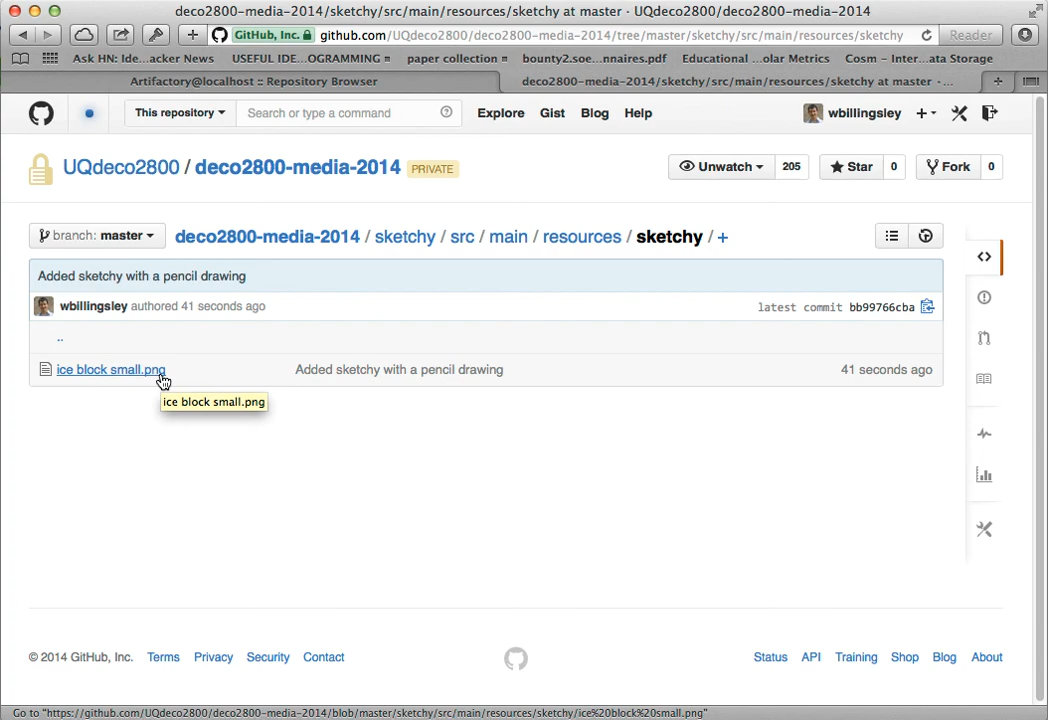 deco2800-media-2014/sketchy/src/main/resources/sketchy at master · UQdeco2800/deco2800-media-2014
GitHub, Inc. github.com/UQdeco2800/deco2800-media-2014/tree/master/sketchy/src/main/resources/sketchy Reader
Ask HN: Ide...acker News USEFUL IDE...OGRAMMING paper collection bounty2.soe...nnaires.pdf Educational ...olar Metrics Cosm - Inter...ata Storage
Artifactory@localhost :: Repository Browser deco2800-media-2014/sketchy/src/main/resources/sketchy at master - ...
This repository Search or type a command Explore Gist Blog Help wbillingsley
UQdeco2800 / deco2800-media-2014 PRIVATE Unwatch 205 Star 0 Fork 0
branch: master deco2800-media-2014 / sketchy / src / main / resources / sketchy / +
Added sketchy with a pencil drawing
wbillingsley authored 41 seconds ago latest commit bb99766cba
..
ice block small.png Added sketchy with a pencil drawing 41 seconds ago
ice block small.png
© 2014 GitHub, Inc. Terms Privacy Security Contact Status API Training Shop Blog About
Go to "https://github.com/UQdeco2800/deco2800-media-2014/blob/master/sketchy/src/main/resources/sketchy/ice%20block%20small.png"